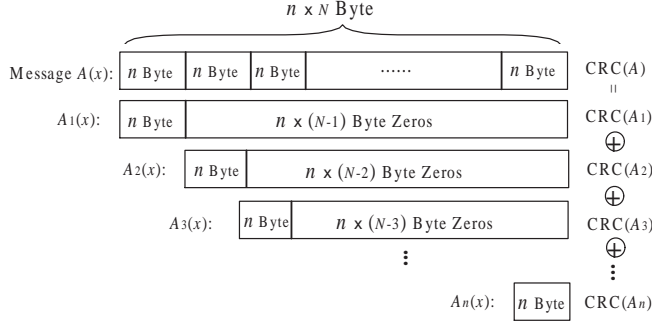 n x N Byte
Message A(x): n Byte n Byte n Byte ...... n Byte CRC(A)
=
A1(x): n Byte n x (N-1) Byte Zeros CRC(A1)
⊕
A2(x): n Byte n x (N-2) Byte Zeros CRC(A2)
⊕
A3(x): n Byte n x (N-3) Byte Zeros CRC(A3)
⊕
⋮ ⋮
An(x): n Byte CRC(An)